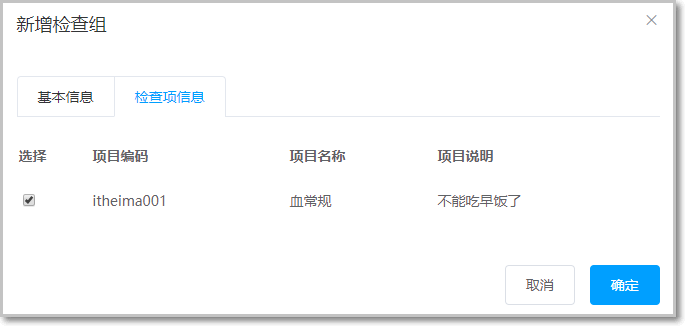 新增检查组
基本信息 检查项信息
选择 项目编码 项目名称 项目说明
itheima001 血常规 不能吃早饭了
取消 确定